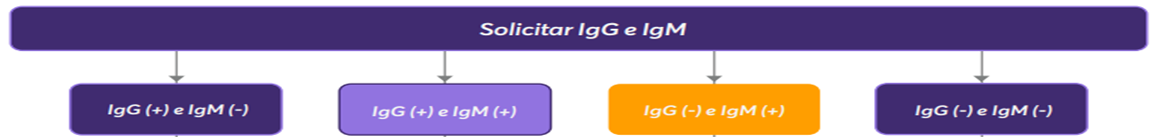 Solicitar IgG e IgM
IgG (+) e IgM (-)
IgG (+) e IgM (+)
IgG (-) e IgM (+)
IgG (-) e IgM (-)